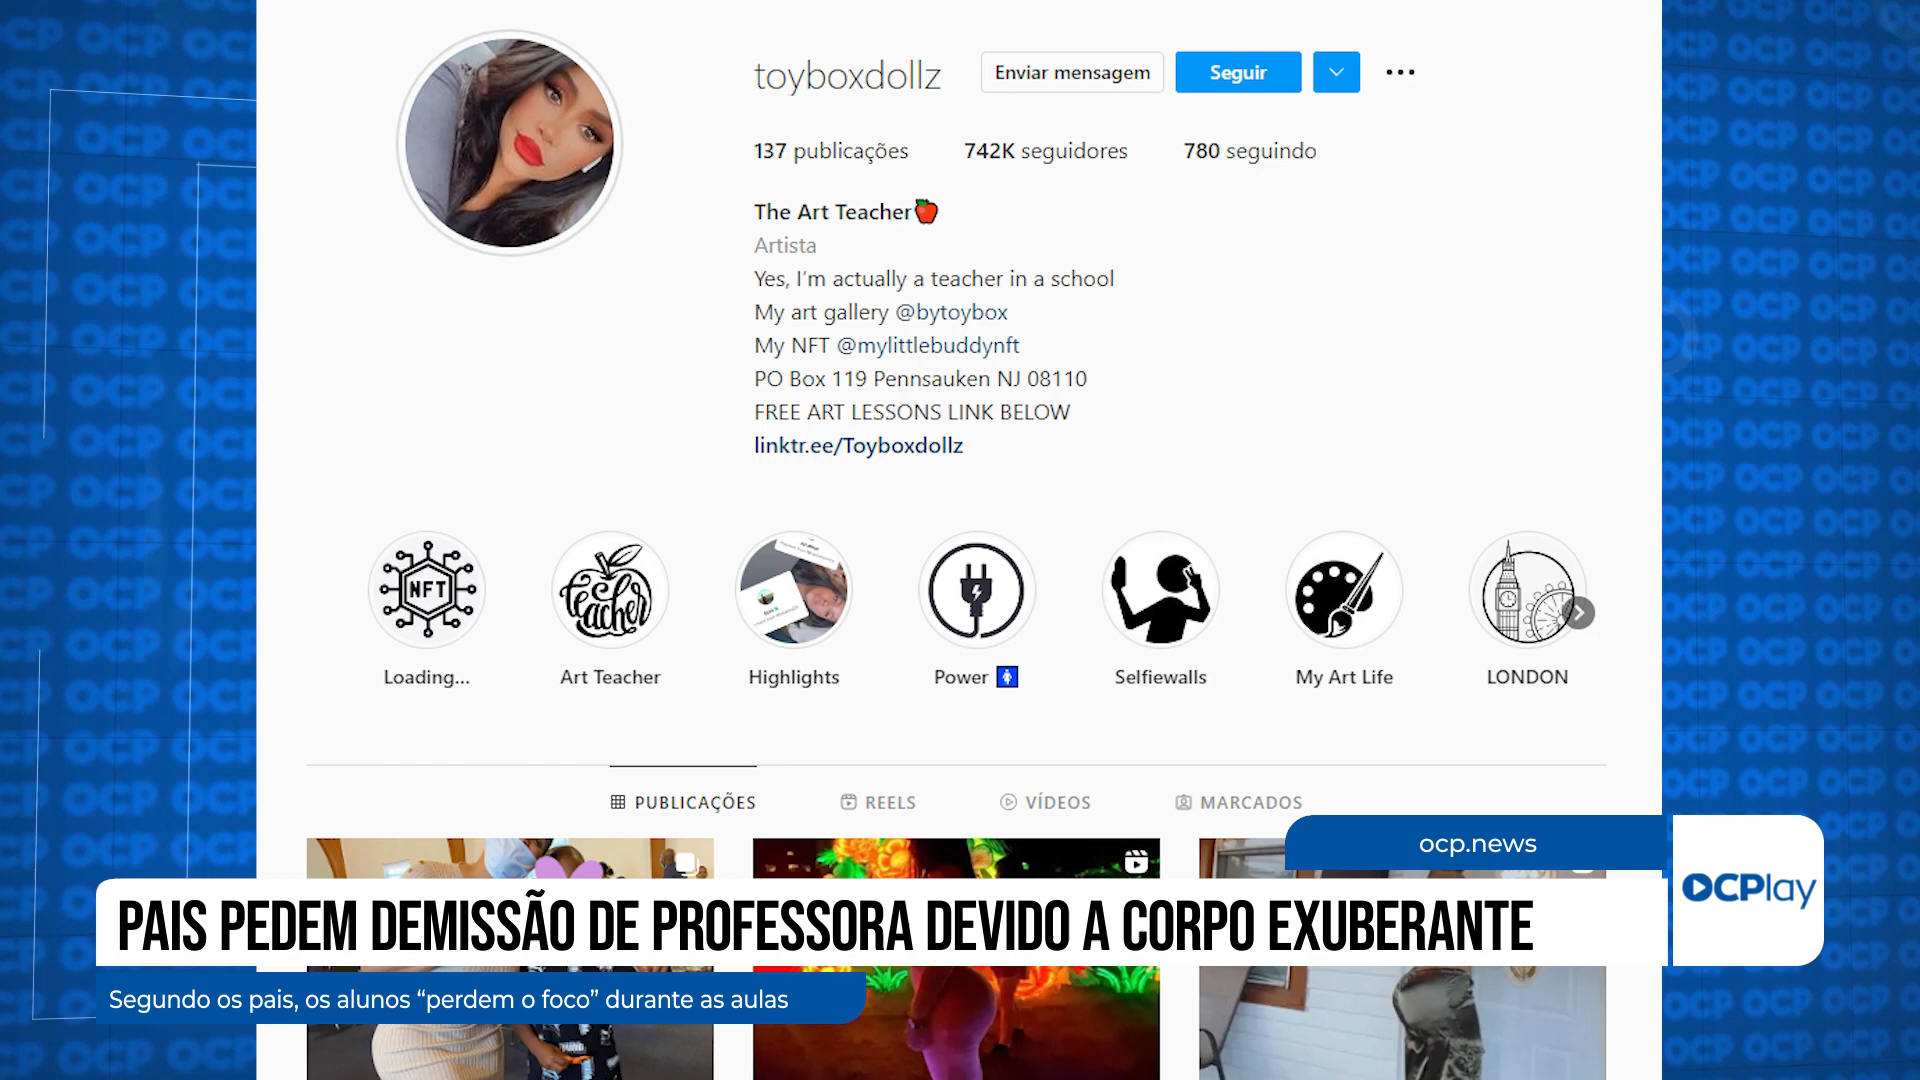 toyboxdollz
Enviar mensagem
Seguir
137 publicações
742K seguidores
780 seguindo
The Art Teacher
Artista
Yes, I'm actually a teacher in a school
My art gallery @bytoybox
My NFT @mylittlebuddynft
PO Box 119 Pennsauken NJ 08110
FREE ART LESSONS LINK BELOW
linktr.ee/Toyboxdollz
NFT
teacher
Loading...
Art Teacher
Highlights
Power
Selfiewalls
My Art Life
LONDON
PUBLICAÇÕES
REELS
VÍDEOS
MARCADOS
ocp.news
OCPlay
PAIS PEDEM DEMISSÃO DE PROFESSORA DEVIDO A CORPO EXUBERANTE
Segundo os pais, os alunos “perdem o foco” durante as aulas